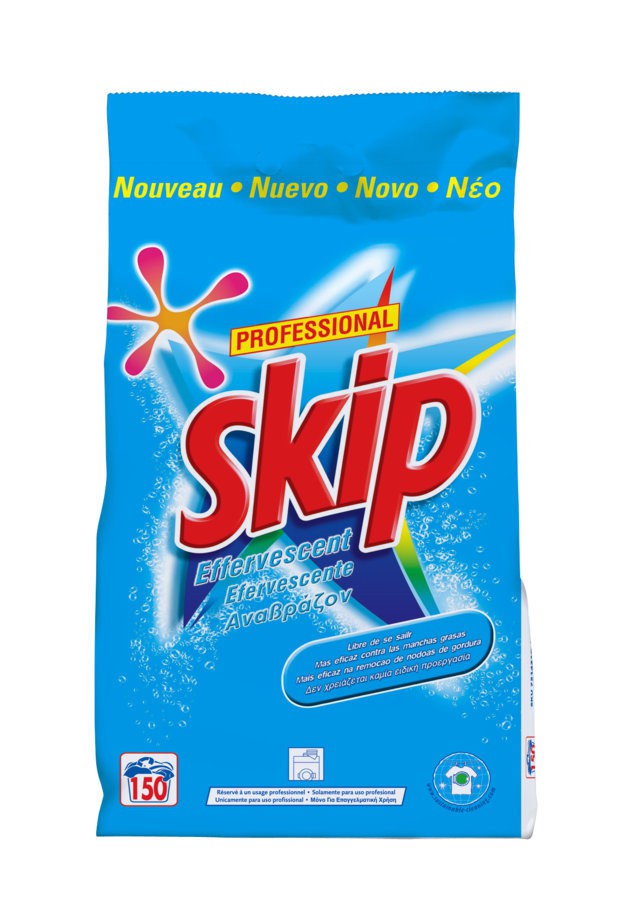 Nouveau • Nuevo • Novo • Νέο
PROFESSIONAL
Skip
Effervescent
Efervescente
Αναβράζον
Libre de se salir
Mas eficaz contra las manchas grasas
Mais eficaz na remocao de nodoas de gordura
Δεν χρειάζεται καμία ειδική προεργασία
150
Réservé à un usage professionnel • Solamente para uso profesional
Unicamente para uso profissional • Μόνο Για Επαγγελματική Χρήση
150